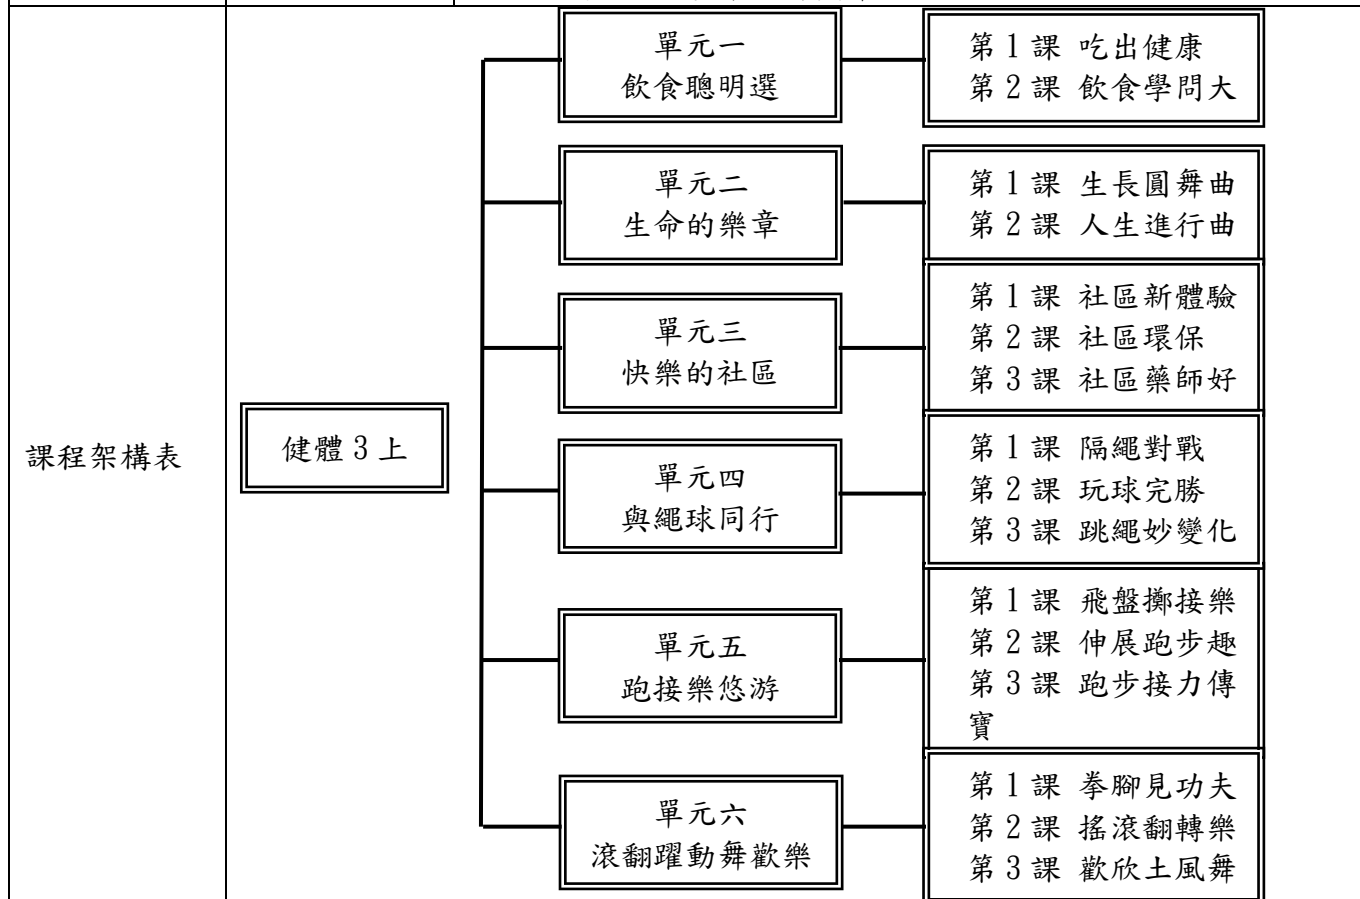 課程架構表
健體 3 上
單元一
飲食聰明選
第 1 課 吃出健康
第 2 課 飲食學問大
單元二
生命的樂章
第 1 課 生長圓舞曲
第 2 課 人生進行曲
單元三
快樂的社區
第 1 課 社區新體驗
第 2 課 社區環保
第 3 課 社區藥師好
單元四
與繩球同行
第 1 課 隔繩對戰
第 2 課 玩球完勝
第 3 課 跳繩妙變化
單元五
跑接樂悠游
第 1 課 飛盤擲接樂
第 2 課 伸展跑步趣
第 3 課 跑步接力傳
寶
單元六
滾翻躍動舞歡樂
第 1 課 拳腳見功夫
第 2 課 搖滾翻轉樂
第 3 課 歡欣土風舞